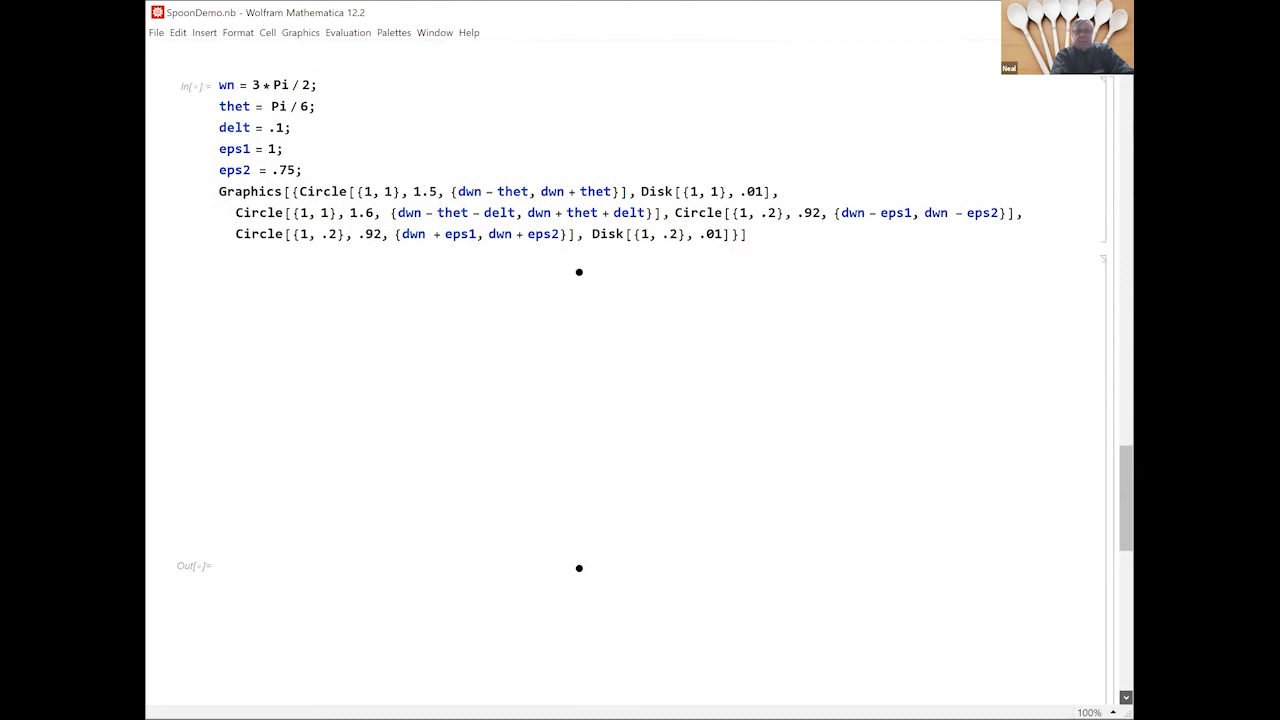 SpoonDemo.nb - Wolfram Mathematica 12.2
File Edit Insert Format Cell Graphics Evaluation Palettes Window Help
Neal
In[◦]:= wn = 3 * Pi / 2;
thet = Pi / 6;
delt = .1;
eps1 = 1;
eps2 = .75;
Graphics[{Circle[{1, 1}, 1.5, {dwn - thet, dwn + thet}], Disk[{1, 1}, .01],
Circle[{1, 1}, 1.6, {dwn - thet - delt, dwn + thet + delt}], Circle[{1, .2}, .92, {dwn - eps1, dwn - eps2}],
Circle[{1, .2}, .92, {dwn + eps1, dwn + eps2}], Disk[{1, .2}, .01]}]
Out[◦]=
100%